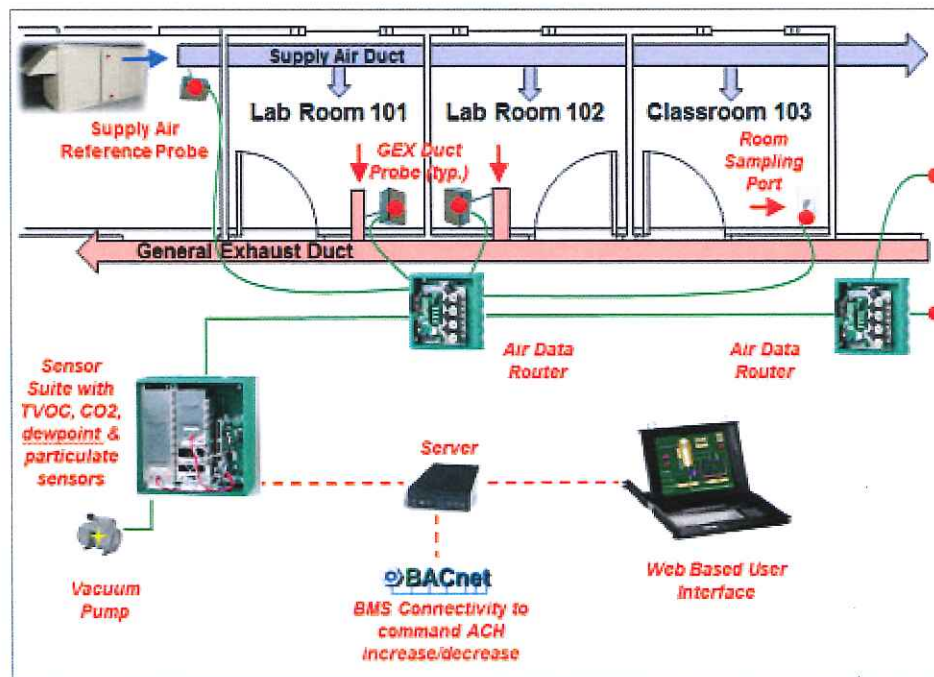 Supply Air Duct
Lab Room 101
Lab Room 102
Classroom 103
Supply Air
Reference Probe
GEX Duct
Probe (typ.)
Room
Sampling
Port
General Exhaust Duct
Air Data
Router
Air Data
Router
Sensor
Suite with
TVOC, CO2,
dewpoint &
particulate
sensors
Server
Vacuum
Pump
BACnet
BMS Connectivity to
command ACH
increase/decrease
Web Based User
Interface